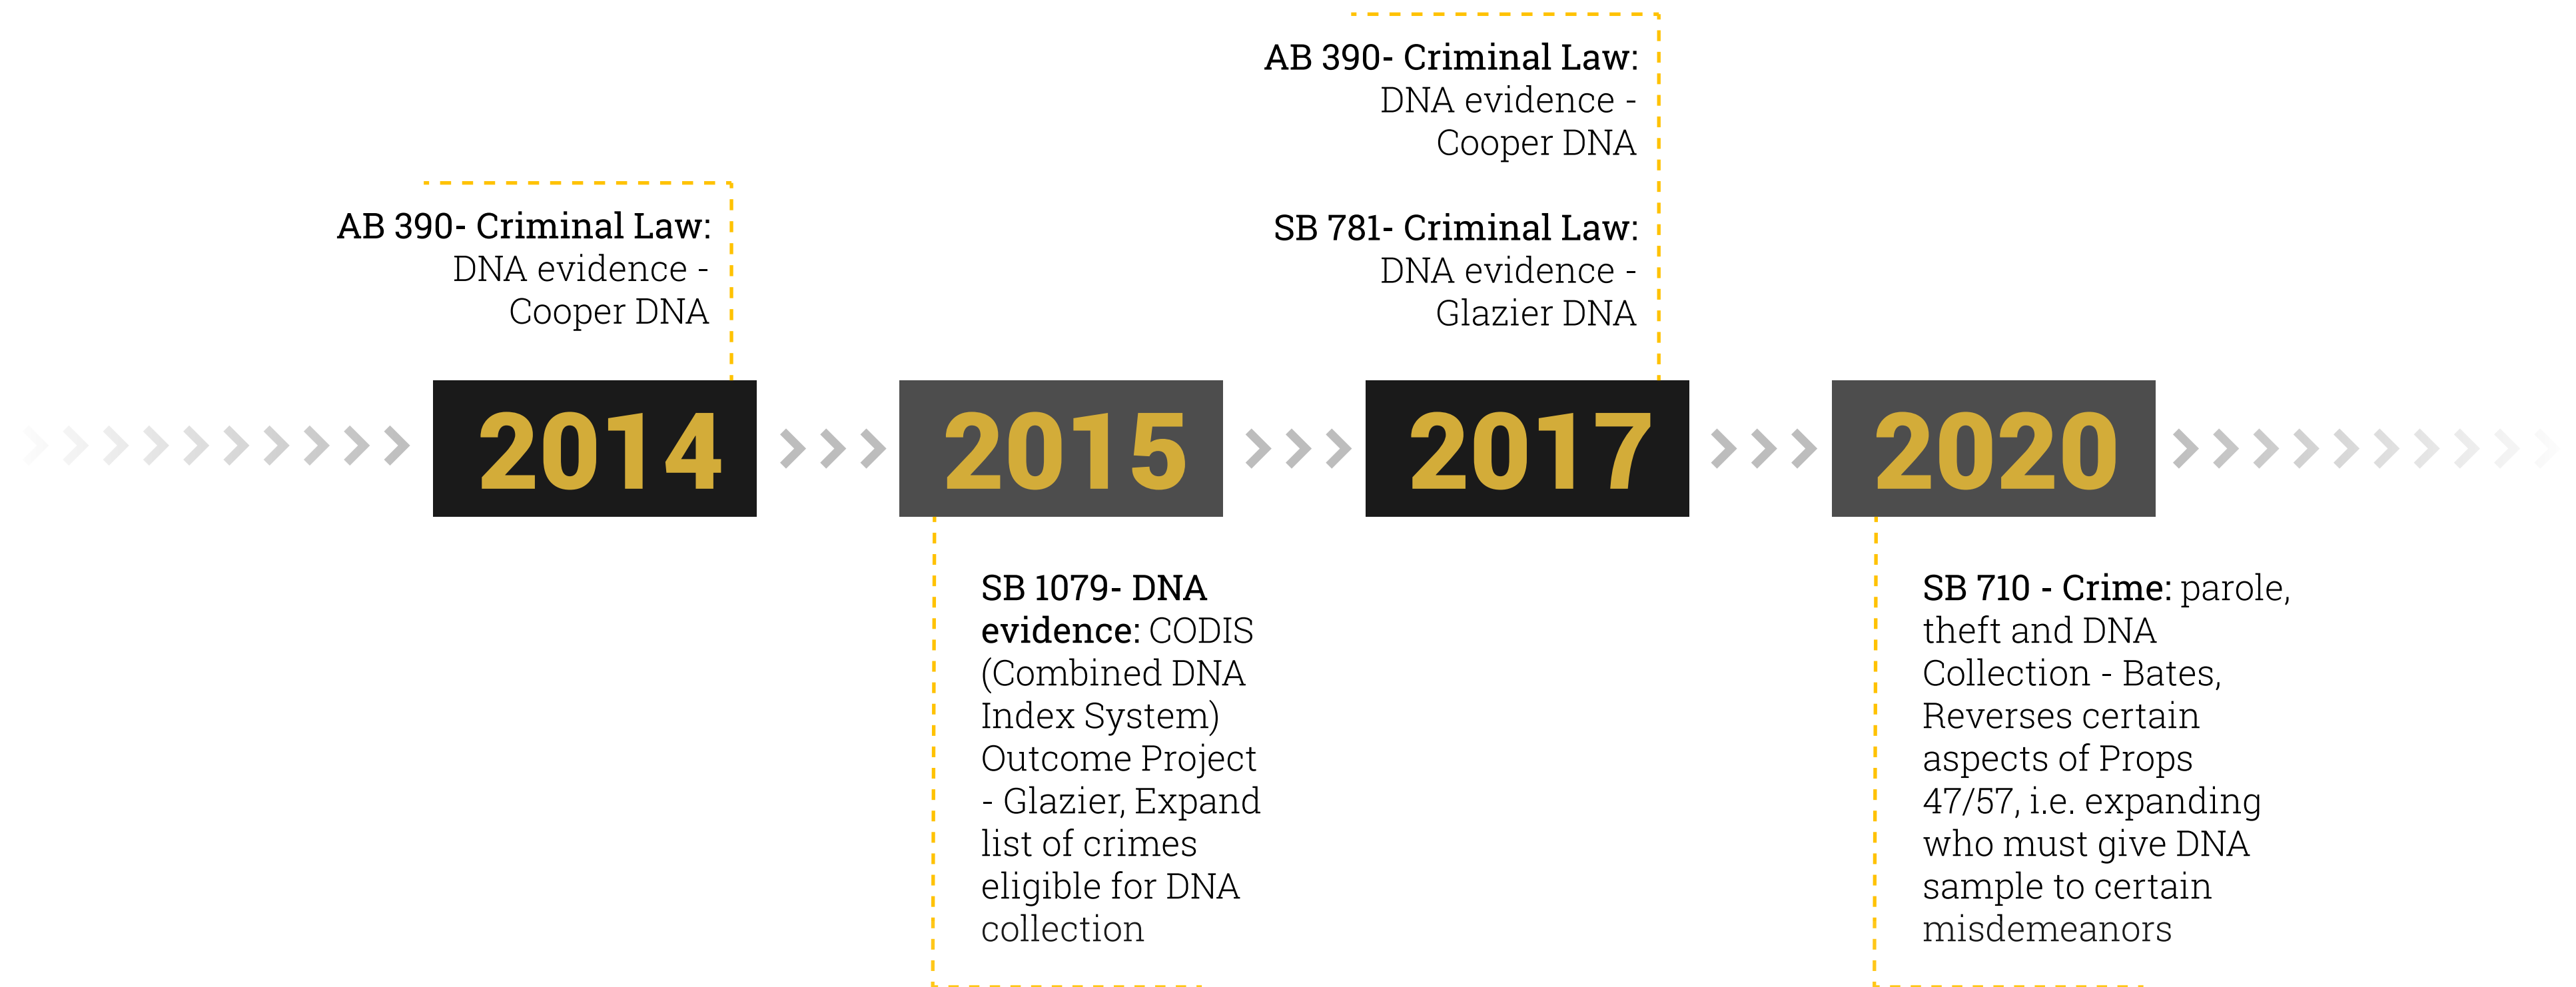 AB 390- Criminal Law:
DNA evidence -
Cooper DNA
2014
2015
SB 1079- DNA
evidence: CODIS
(Combined DNA
Index System)
Outcome Project
- Glazier, Expand
list of crimes
eligible for DNA
collection
AB 390- Criminal Law:
DNA evidence -
Cooper DNA
SB 781- Criminal Law:
DNA evidence -
Glazier DNA
2017
2020
SB 710 - Crime: parole,
theft and DNA
Collection - Bates,
Reverses certain
aspects of Props
47/57, i.e. expanding
who must give DNA
sample to certain
misdemeanors